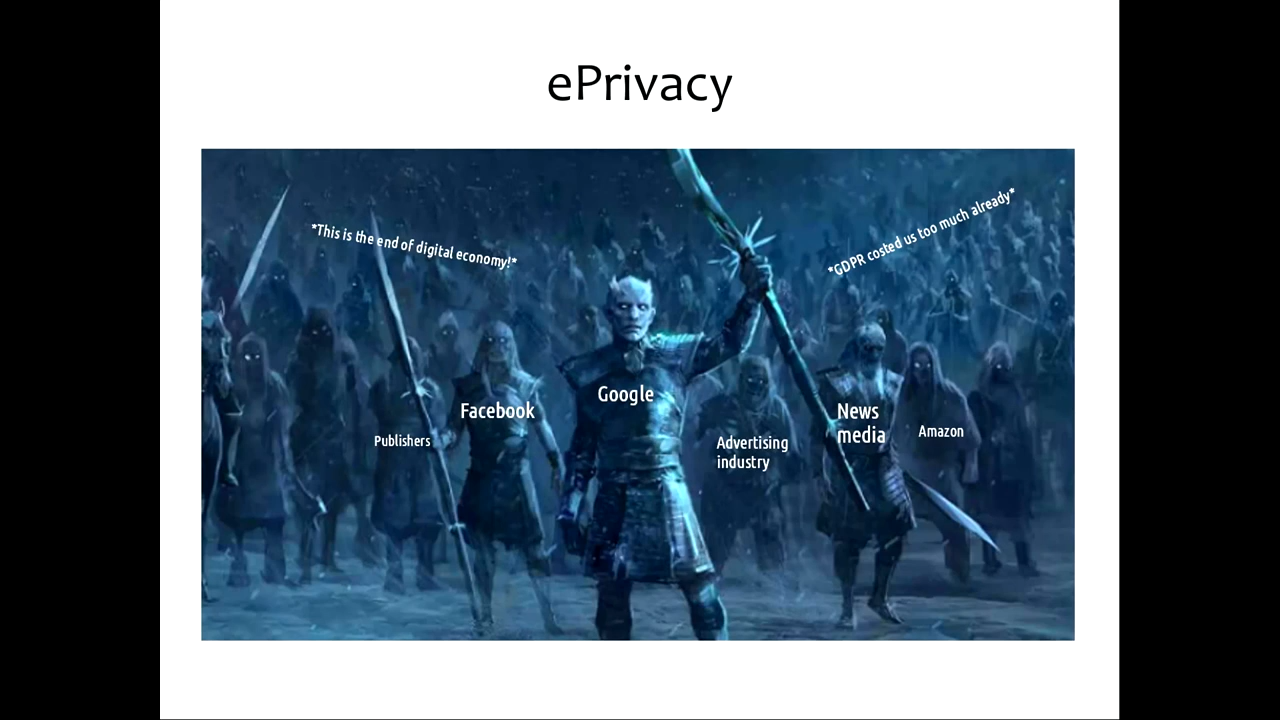 ePrivacy
*This is the end of digital economy!*
*GDPR costed us too much already*
Publishers
Facebook
Google
Advertising
industry
News
media
Amazon